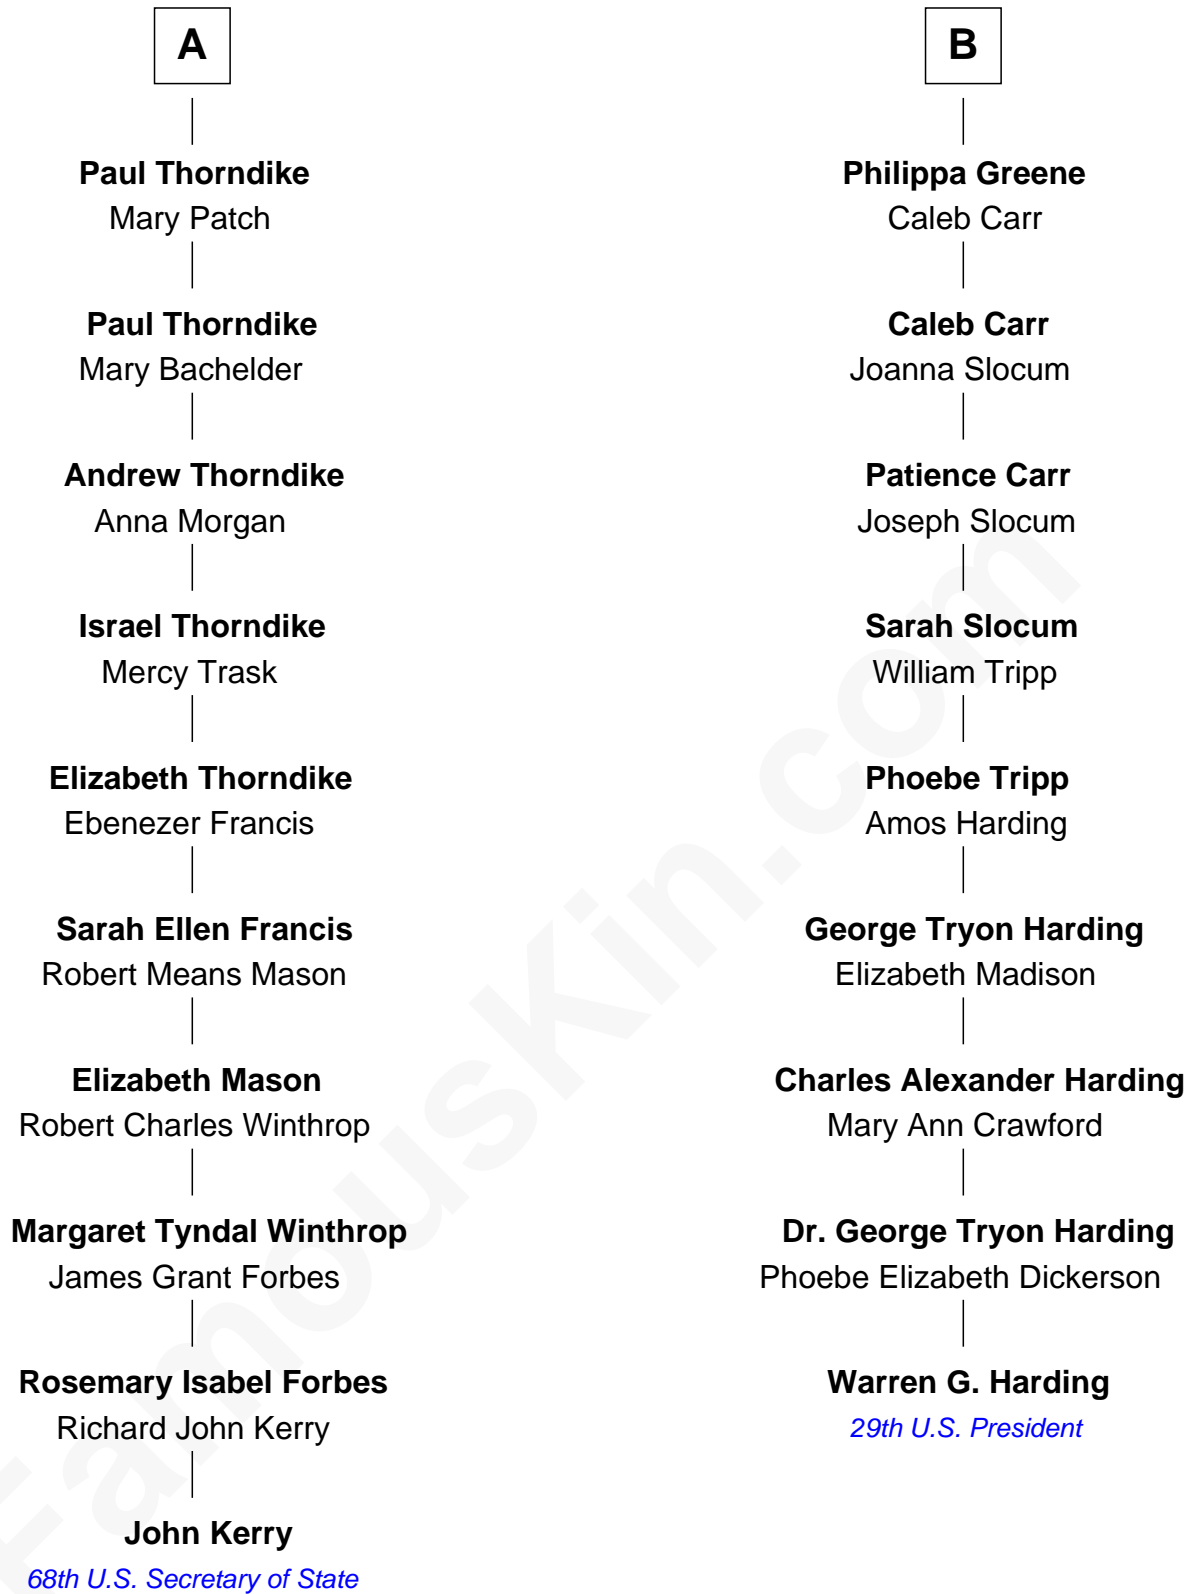 A
Paul Thorndike
Mary Patch
Paul Thorndike
Mary Bachelder
Andrew Thorndike
Anna Morgan
Israel Thorndike
Mercy Trask
Elizabeth Thorndike
Ebenezer Francis
Sarah Ellen Francis
Robert Means Mason
Elizabeth Mason
Robert Charles Winthrop
Margaret Tyndal Winthrop
James Grant Forbes
Rosemary Isabel Forbes
Richard John Kerry
John Kerry
68th U.S. Secretary of State
B
Philippa Greene
Caleb Carr
Caleb Carr
Joanna Slocum
Patience Carr
Joseph Slocum
Sarah Slocum
William Tripp
Phoebe Tripp
Amos Harding
George Tryon Harding
Elizabeth Madison
Charles Alexander Harding
Mary Ann Crawford
Dr. George Tryon Harding
Phoebe Elizabeth Dickerson
Warren G. Harding
29th U.S. President
FamousKin.com